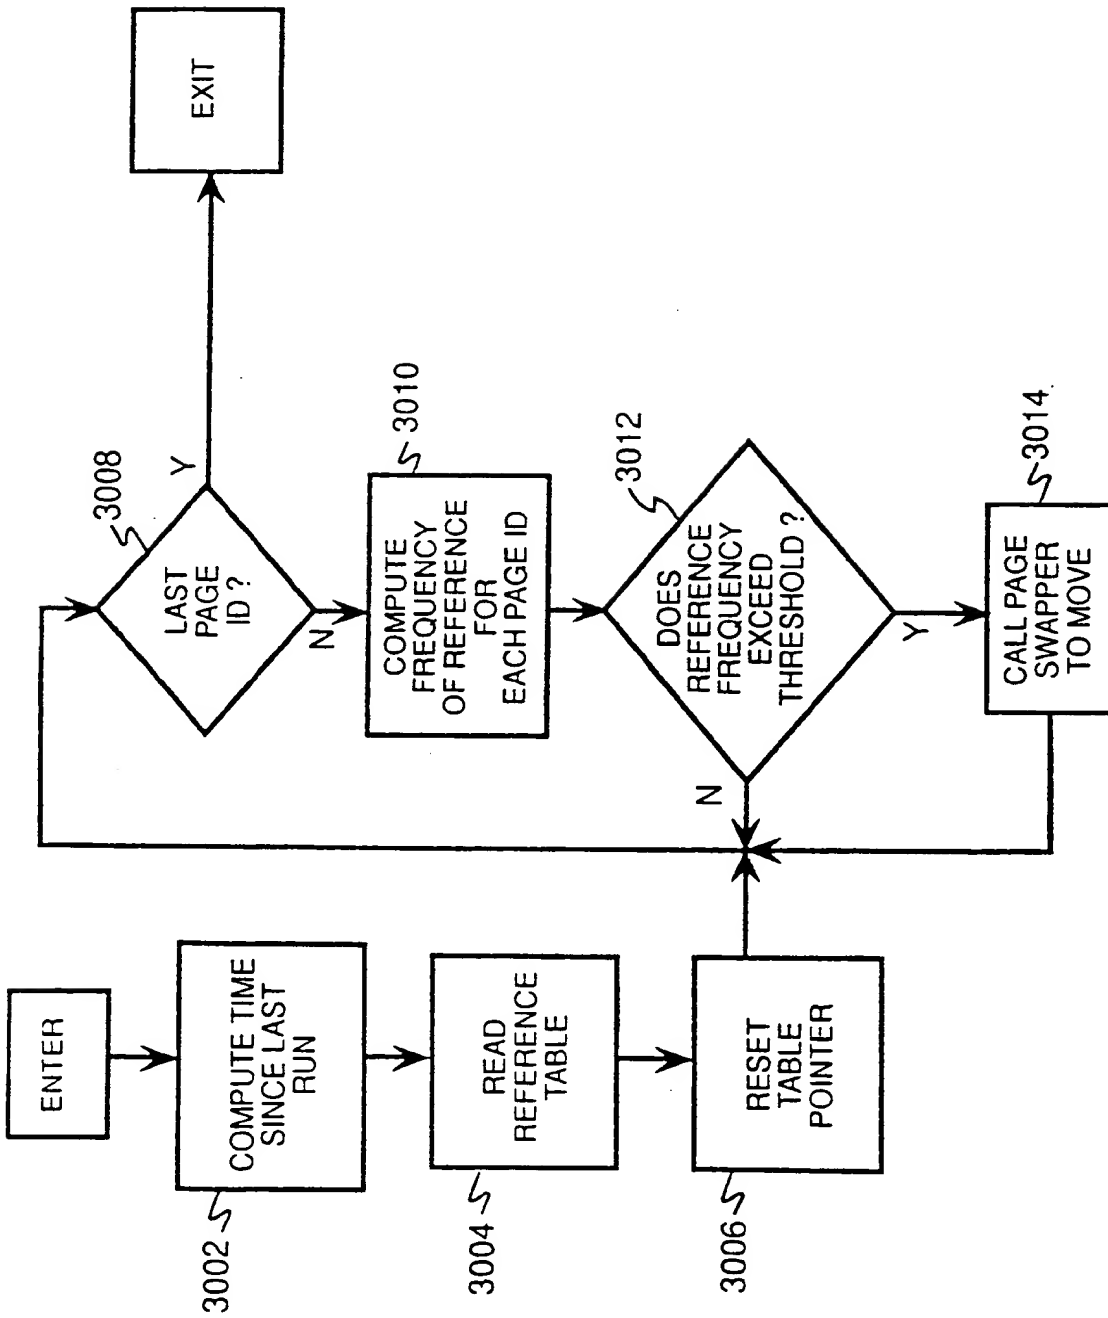 ENTER
3002
COMPUTE TIME
SINCE LAST
RUN
3004
READ
REFERENCE
TABLE
3006
RESET
TABLE
POINTER
3008
LAST
PAGE
ID ?
Y
EXIT
N
3010
COMPUTE
FREQUENCY
OF REFERENCE
FOR
EACH PAGE ID
3012
DOES
REFERENCE
FREQUENCY
EXCEED
THRESHOLD ?
N
Y
3014
CALL PAGE
SWAPPER
TO MOVE